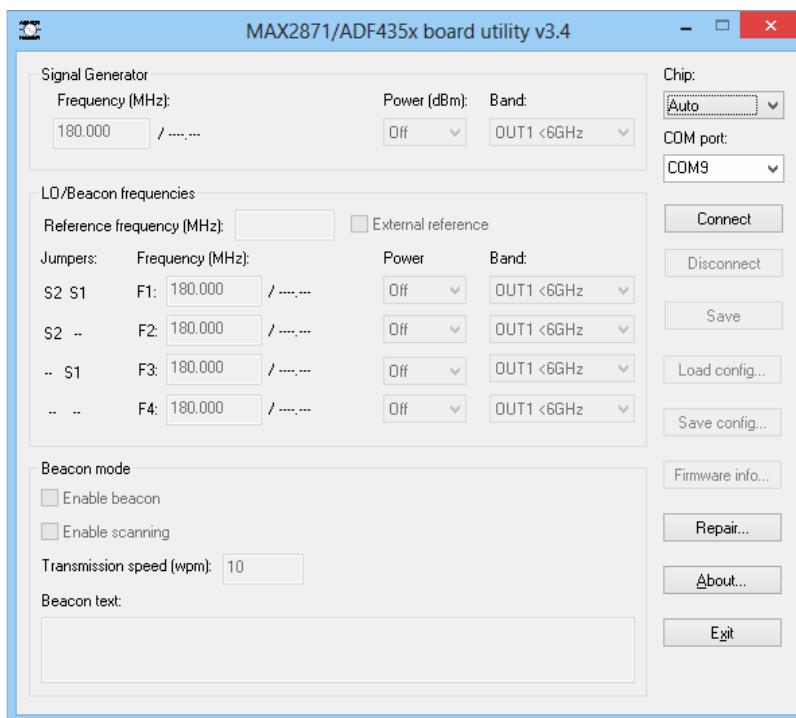 MAX2871/ADF435x board utility v3.4
Signal Generator
Frequency (MHz): Power (dBm): Band:
180.000 / ----.--- Off OUT1 <6GHz
Chip:
Auto
COM port:
COM9
LO/Beacon frequencies
Reference frequency (MHz): External reference
Jumpers: Frequency (MHz): Power Band:
S2 S1 F1: 180.000 / ----.--- Off OUT1 <6GHz
S2 -- F2: 180.000 / ----.--- Off OUT1 <6GHz
-- S1 F3: 180.000 / ----.--- Off OUT1 <6GHz
-- -- F4: 180.000 / ----.--- Off OUT1 <6GHz
Beacon mode
Enable beacon
Enable scanning
Transmission speed (wpm): 10
Beacon text:
Connect
Disconnect
Save
Load config...
Save config...
Firmware info...
Repair...
About...
Exit